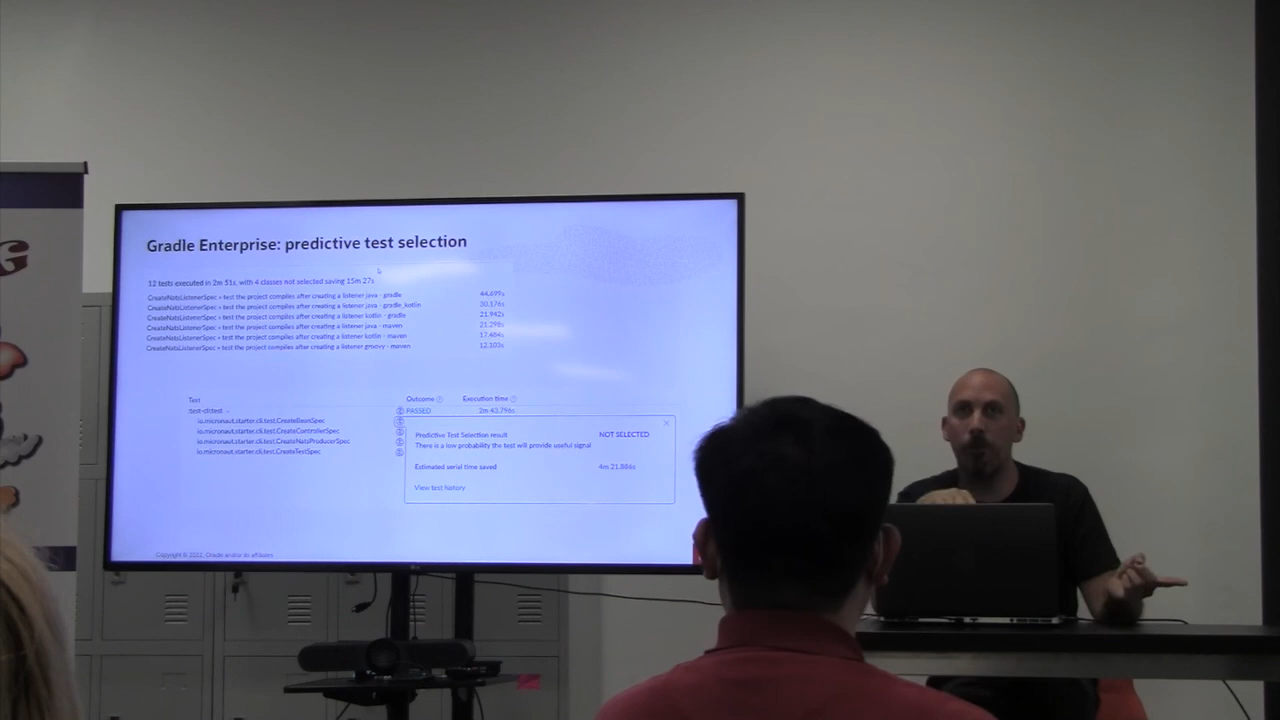 G
Gradle Enterprise: predictive test selection
12 tests executed in 2m 51s, with 4 classes not selected saving 15m 27s
CreateNatsListenerSpec › test the project compiles after creating a listener java - gradle 44.699s
CreateNatsListenerSpec › test the project compiles after creating a listener java - gradle_kotlin 30.176s
CreateNatsListenerSpec › test the project compiles after creating a listener kotlin - gradle 21.942s
CreateNatsListenerSpec › test the project compiles after creating a listener java - maven 21.298s
CreateNatsListenerSpec › test the project compiles after creating a listener kotlin - maven 17.464s
CreateNatsListenerSpec › test the project compiles after creating a listener groovy - maven 12.103s
Test Outcome Execution time
:test-cli:test PASSED 2m 43.796s
io.micronaut.starter.cli.test.CreateBeanSpec
io.micronaut.starter.cli.test.CreateControllerSpec
io.micronaut.starter.cli.test.CreateNatsProducerSpec
io.micronaut.starter.cli.test.CreateTestSpec
Predictive Test Selection result NOT SELECTED
There is a low probability the test will provide useful signal
Estimated serial time saved 4m 21.886s
View test history
Copyright © 2022, Oracle and/or its affiliates